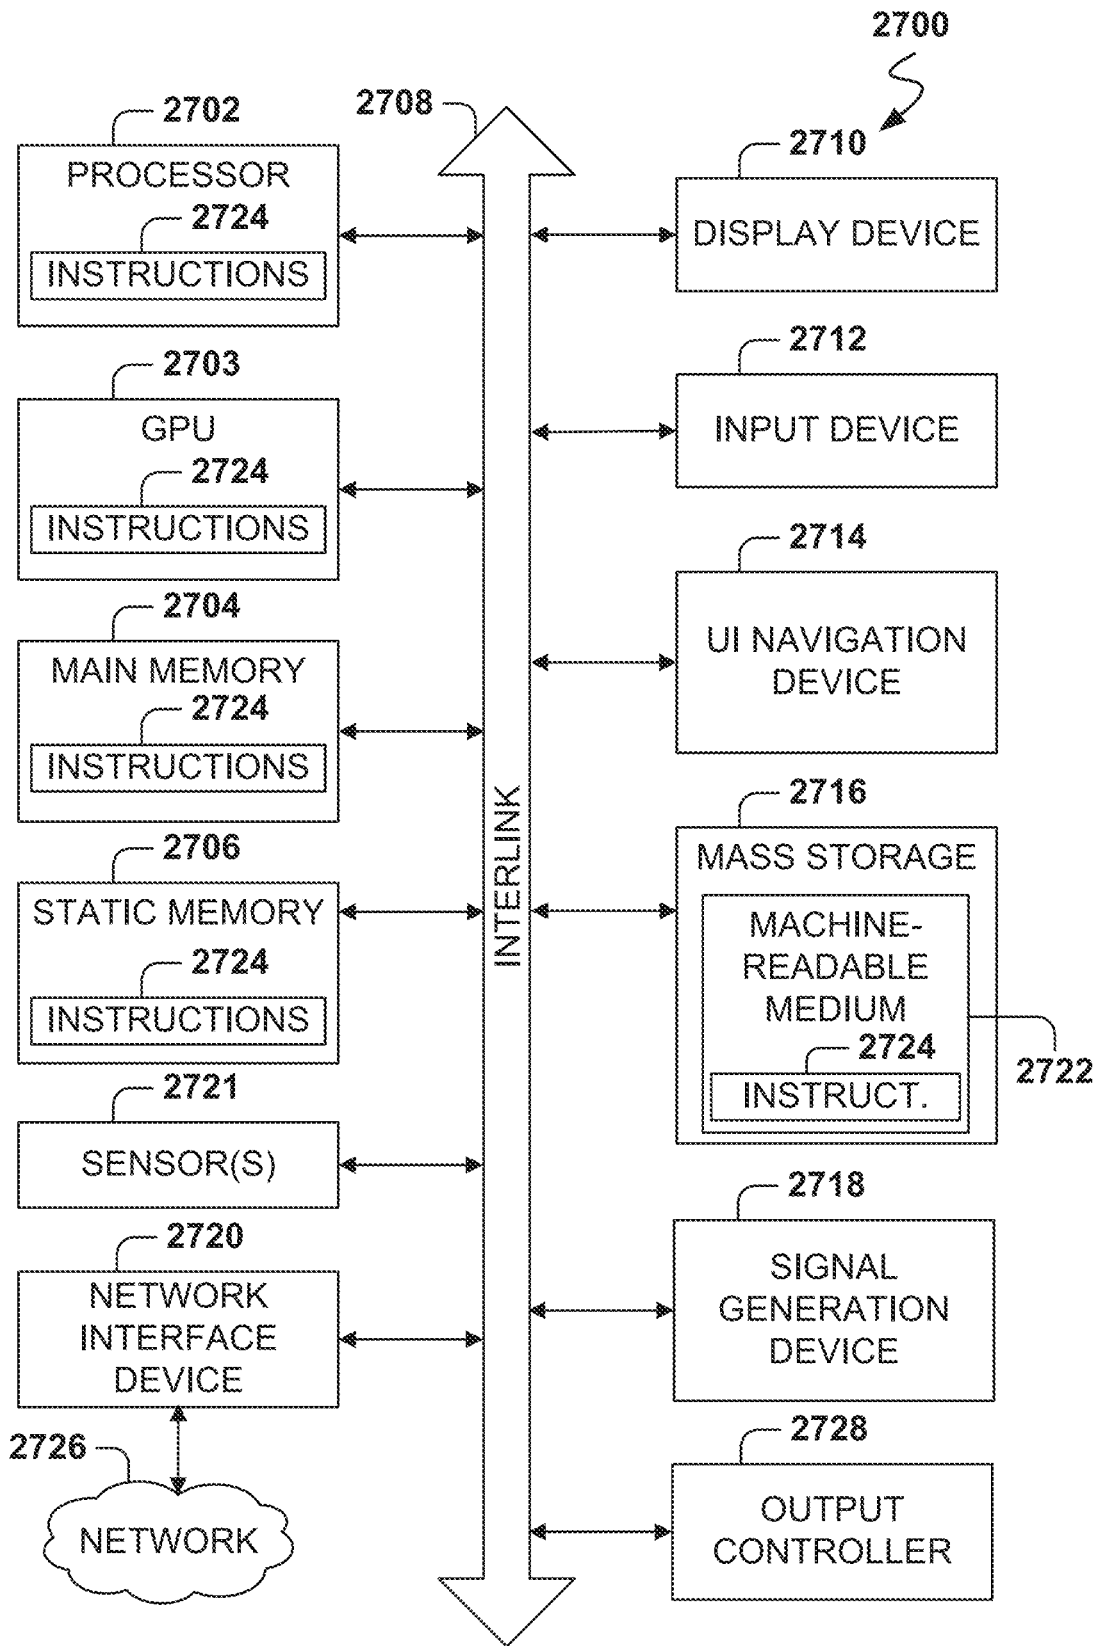 2700
2702
PROCESSOR
2724
INSTRUCTIONS
2703
GPU
2724
INSTRUCTIONS
2704
MAIN MEMORY
2724
INSTRUCTIONS
2706
STATIC MEMORY
2724
INSTRUCTIONS
2721
SENSOR(S)
2720
NETWORK
INTERFACE
DEVICE
2726
NETWORK
2708
INTERLINK
2710
DISPLAY DEVICE
2712
INPUT DEVICE
2714
UI NAVIGATION
DEVICE
2716
MASS STORAGE
MACHINE-
READABLE
MEDIUM
2724
INSTRUCT.
2722
2718
SIGNAL
GENERATION
DEVICE
2728
OUTPUT
CONTROLLER